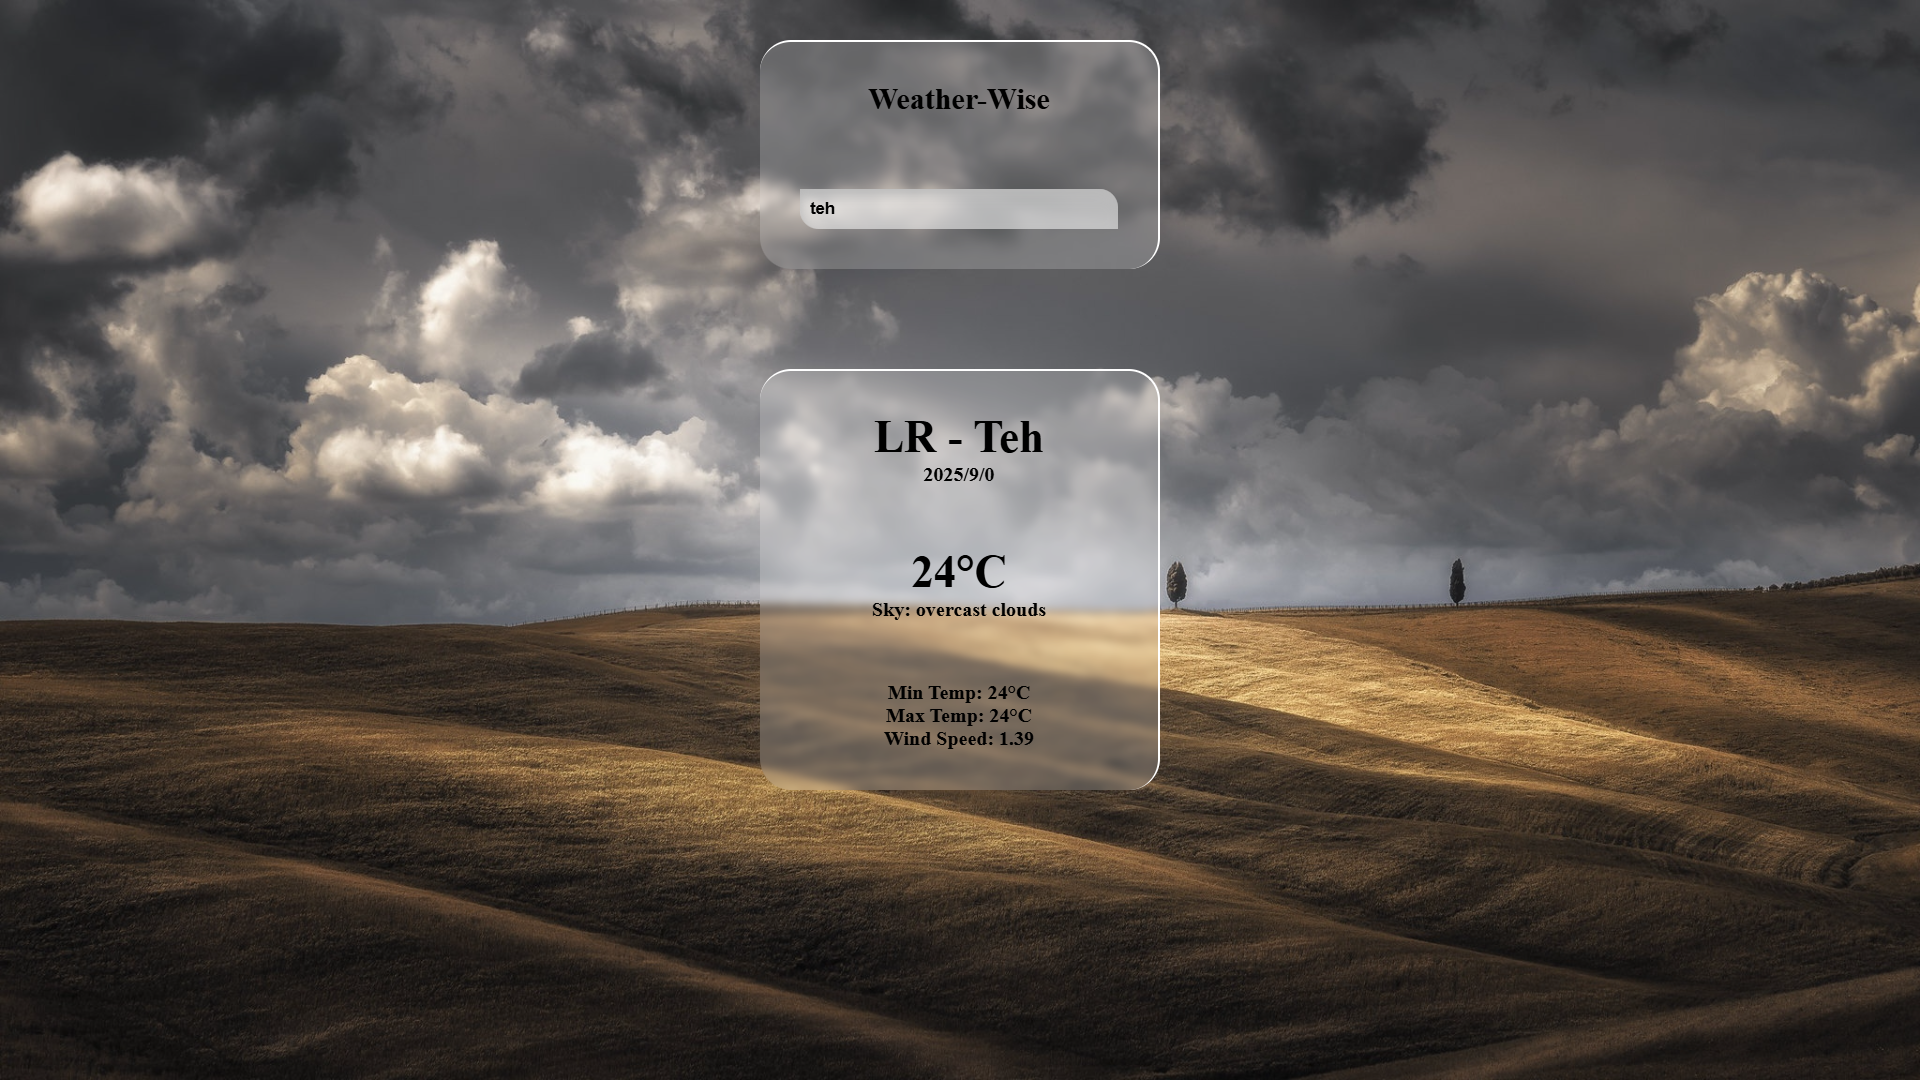 Weather-Wise
teh
LR - Teh
2025/9/0
24°C
Sky: overcast clouds
Min Temp: 24°C
Max Temp: 24°C
Wind Speed: 1.39